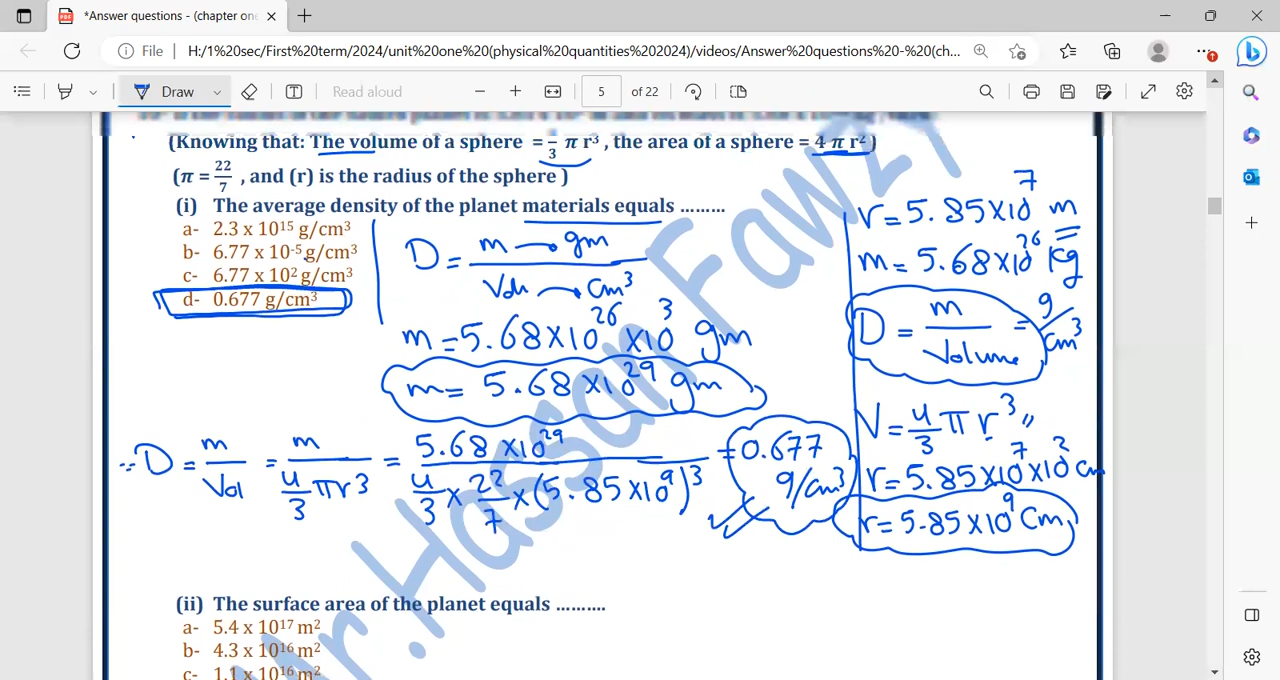 *Answer questions - (chapter one
File
H:/1%20sec/First%20term/2024/unit%20one%20(physical%20quantities%202024)/videos/Answer%20questions%20-%20(ch...
Draw
Read aloud
5
of 22
(Knowing that: The volume of a sphere = 4/3 π r³ , the area of a sphere = 4 π r² )
(π = 22/7 , and (r) is the radius of the sphere )
(i) The average density of the planet materials equals .........
a- 2.3 x 10¹⁵ g/cm³
b- 6.77 x 10⁻⁵ g/cm³
c- 6.77 x 10² g/cm³
d- 0.677 g/cm³
D = m → gm / Volu → cm³
m = 5.68 × 10²⁶ × 10³ gm
m = 5.68 × 10²⁹ gm
r = 5.85 × 10⁷ m
m = 5.68 × 10²⁶ Kg
D = m / Volume = g / cm³
V = 4/3 π r³ "
r = 5.85 × 10⁷ × 10² cm
r = 5.85 × 10⁹ Cm
∴ D = m / Vol = m / 4/3 π r³ = 5.68 × 10²⁹ / 4/3 × 22/7 × (5.85 × 10⁹)³ = 0.677 g/cm³
(ii) The surface area of the planet equals ..........
a- 5.4 x 10¹⁷ m²
b- 4.3 x 10¹⁶ m²
c- 1.1 x 10¹⁶ m²
Mr.Hassan Fawzy